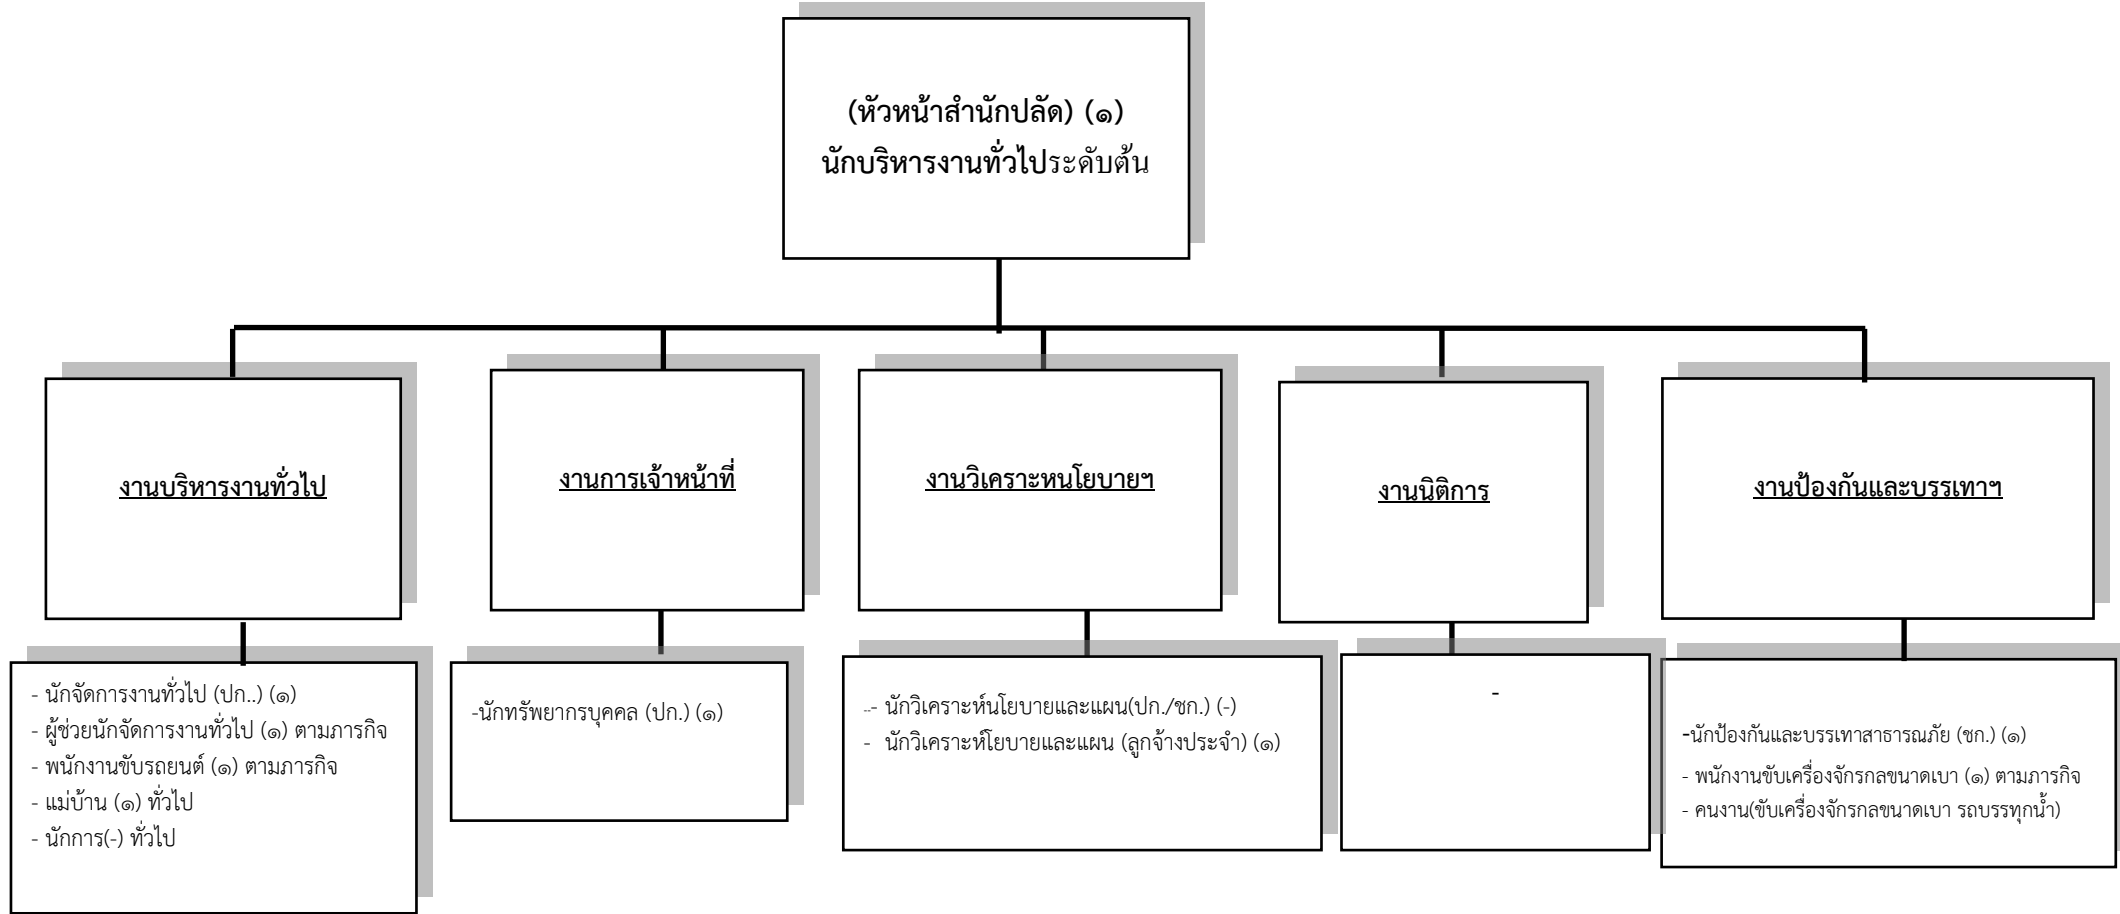 (หัวหน้าสำนักปลัด) (๑)
นักบริหารงานทั่วไประดับต้น
งานบริหารงานทั่วไป
งานการเจ้าหน้าที่
งานวิเคราะหนโยบายฯ
งานนิติการ
งานป้องกันและบรรเทาฯ
- นักจัดการงานทั่วไป (ปก..) (๑)
- ผู้ช่วยนักจัดการงานทั่วไป (๑) ตามภารกิจ
- พนักงานขับรถยนต์ (๑) ตามภารกิจ
- แม่บ้าน (๑) ทั่วไป
- นักการ(-) ทั่วไป
-นักทรัพยากรบุคคล (ปก.) (๑)
-- นักวิเคราะห์นโยบายและแผน(ปก./ชก.) (-)
- นักวิเคราะห์โยบายและแผน (ลูกจ้างประจำ) (๑)
-
-นักป้องกันและบรรเทาสาธารณภัย (ชก.) (๑)
- พนักงานขับเครื่องจักรกลขนาดเบา (๑) ตามภารกิจ
- คนงาน(ขับเครื่องจักรกลขนาดเบา รถบรรทุกน้ำ)